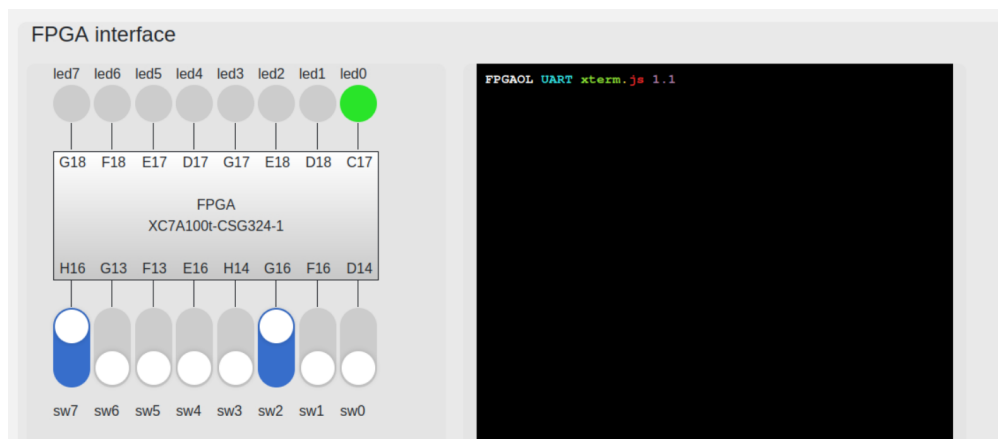 FPGA interface
led7 led6 led5 led4 led3 led2 led1 led0
FPGAOL UART xterm.js 1.1
G18 F18 E17 D17 G17 E18 D18 C17
FPGA
XC7A100t-CSG324-1
H16 G13 F13 E16 H14 G16 F16 D14
sw7 sw6 sw5 sw4 sw3 sw2 sw1 sw0